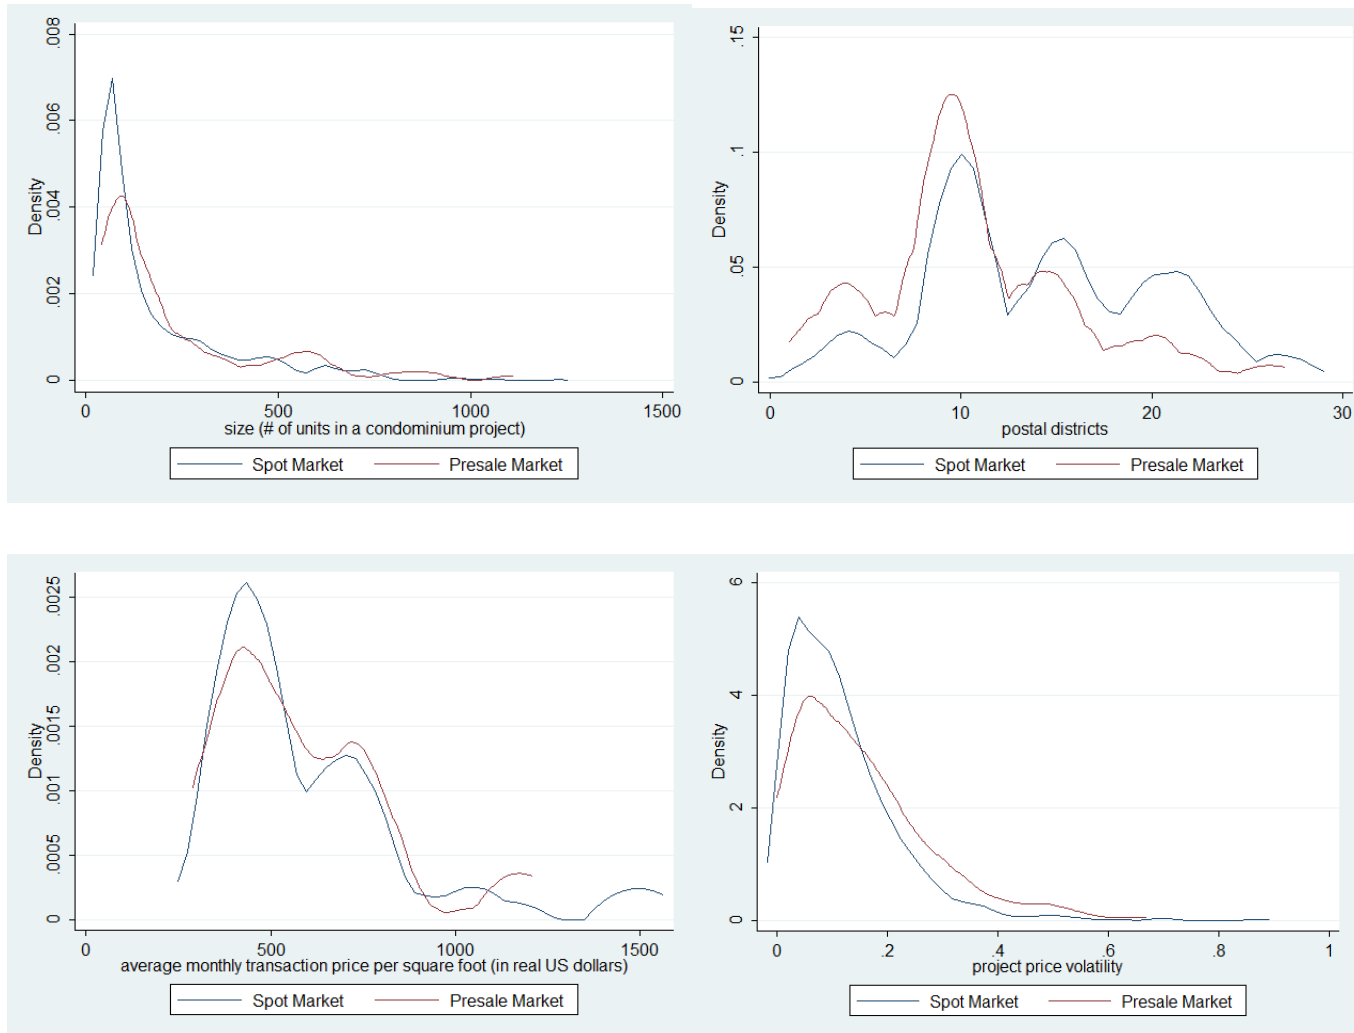 Density
0
.002
.004
.006
.008
0 500 1000 1500
size (# of units in a condominium project)
Spot Market Presale Market
Density
0
.05
.1
.15
0 10 20 30
postal districts
Spot Market Presale Market
Density
0
.0005
.001
.0015
.002
.0025
0 500 1000 1500
average monthly transaction price per square foot (in real US dollars)
Spot Market Presale Market
Density
0
2
4
6
0 .2 .4 .6 .8 1
project price volatility
Spot Market Presale Market